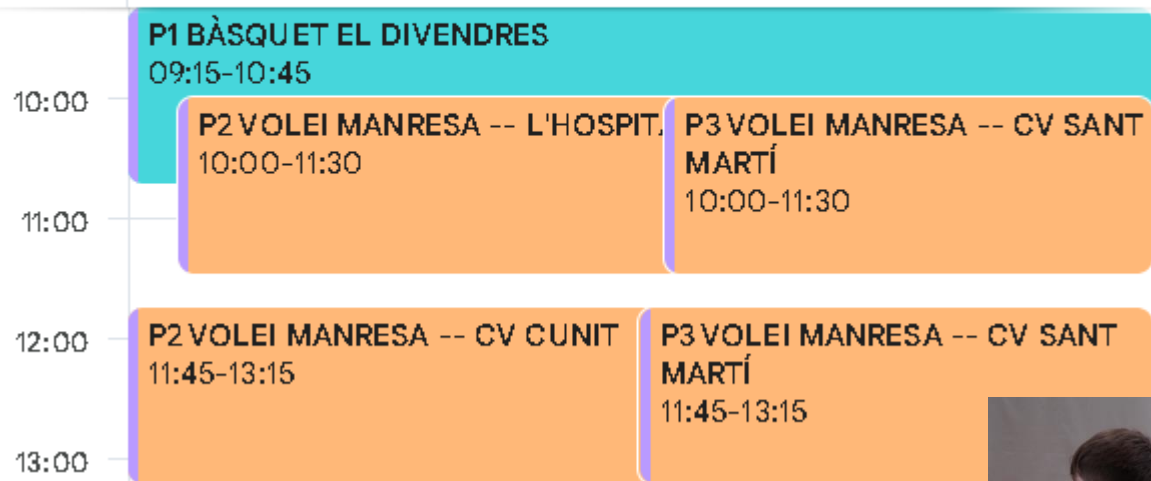 P1 BÀSQUET EL DIVENDRES
09:15-10:45
10:00
P2 VOLEI MANRESA -- L'HOSPIT
10:00-11:30
P3 VOLEI MANRESA -- CV SANT
MARTÍ
10:00-11:30
11:00
12:00
P2 VOLEI MANRESA -- CV CUNIT
11:45-13:15
P3 VOLEI MANRESA -- CV SANT
MARTÍ
11:45-13:15
13:00